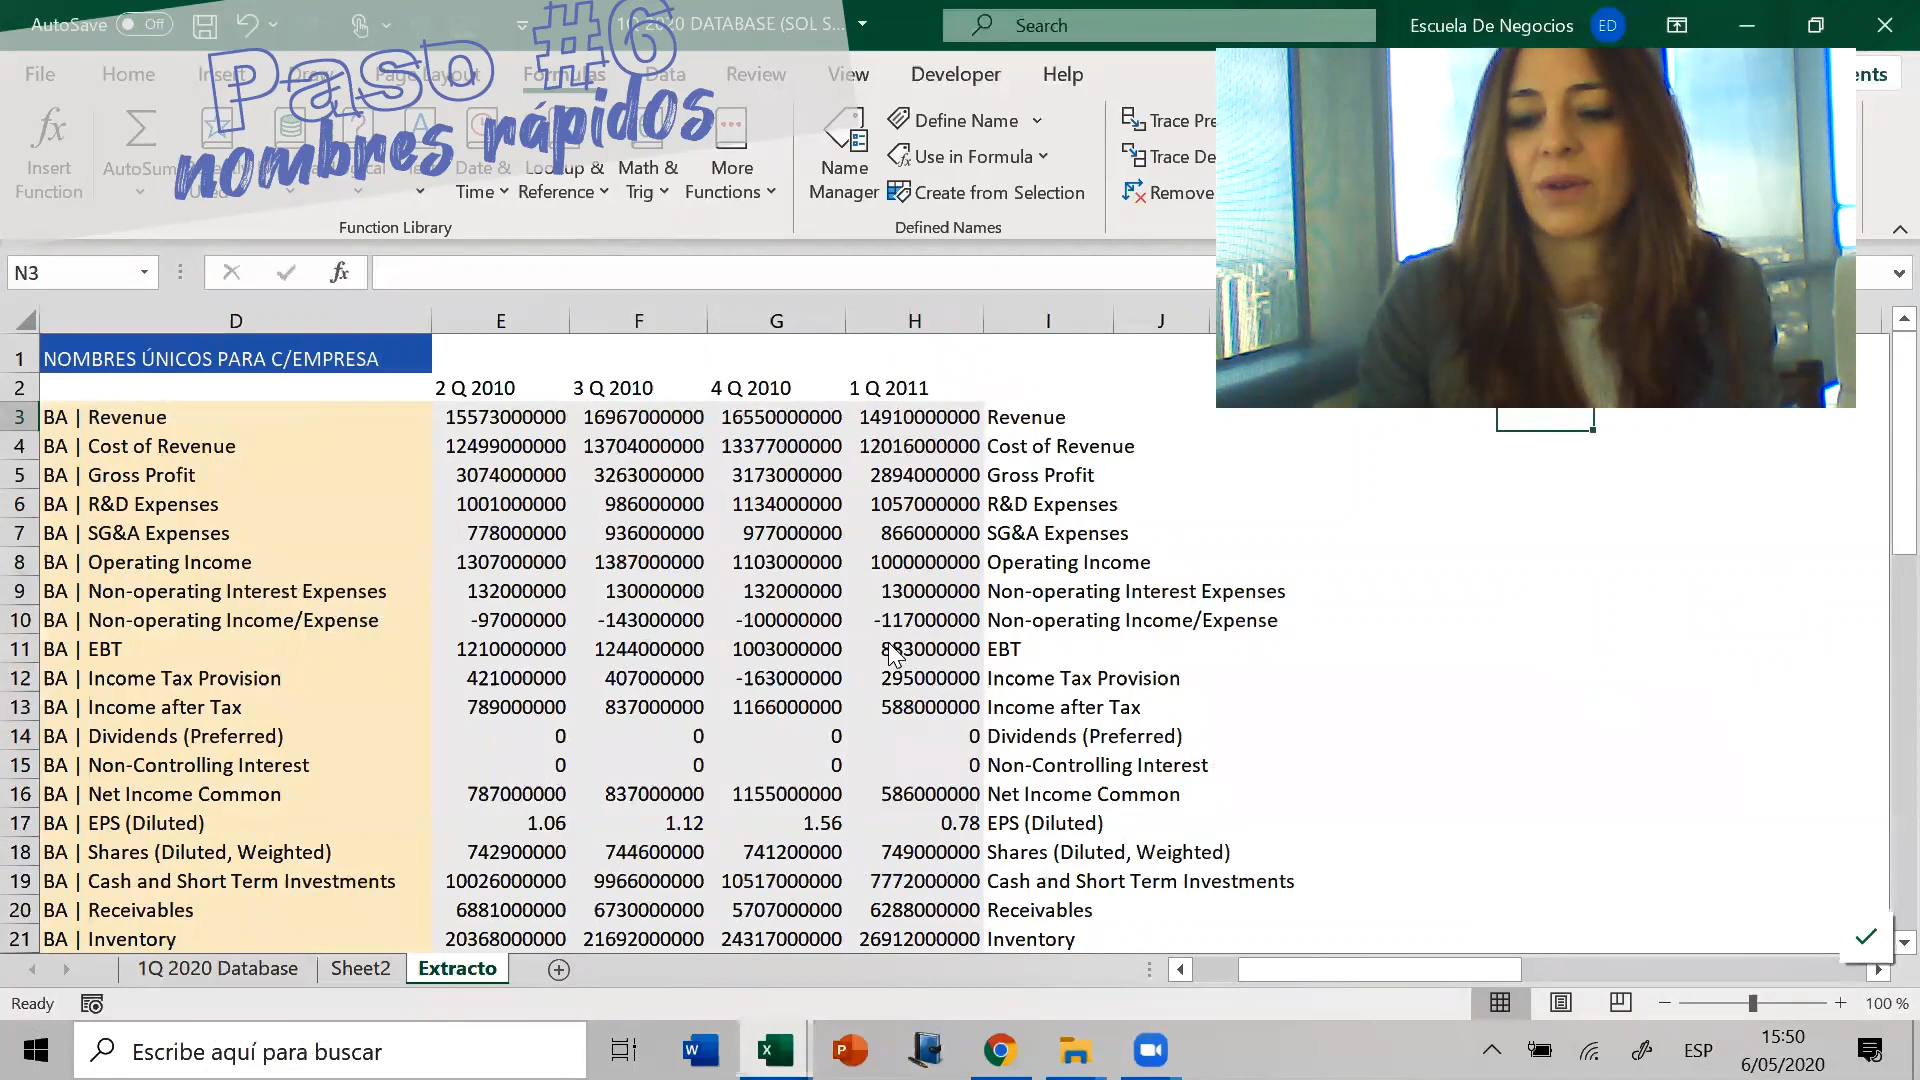 AutoSave Off 1Q 2020 DATABASE (SOL S... Search Escuela De Negocios ED
Paso #6
nombres rápidos
File Home Insert Draw Page Layout Formulas Data Review View Developer Help
Insert Function
AutoSum
Date & Time
Lookup & Reference
Math & Trig
More Functions
Function Library
Name Manager
Define Name
Use in Formula
Create from Selection
Defined Names
Trace Pre
Trace De
Remove
N3 fx
D E F G H I J
1 NOMBRES ÚNICOS PARA C/EMPRESA
2 2 Q 2010 3 Q 2010 4 Q 2010 1 Q 2011
3 BA | Revenue 15573000000 16967000000 16550000000 14910000000 Revenue
4 BA | Cost of Revenue 12499000000 13704000000 13377000000 12016000000 Cost of Revenue
5 BA | Gross Profit 3074000000 3263000000 3173000000 2894000000 Gross Profit
6 BA | R&D Expenses 1001000000 986000000 1134000000 1057000000 R&D Expenses
7 BA | SG&A Expenses 778000000 936000000 977000000 866000000 SG&A Expenses
8 BA | Operating Income 1307000000 1387000000 1103000000 1000000000 Operating Income
9 BA | Non-operating Interest Expenses 132000000 130000000 132000000 130000000 Non-operating Interest Expenses
10 BA | Non-operating Income/Expense -97000000 -143000000 -100000000 -117000000 Non-operating Income/Expense
11 BA | EBT 1210000000 1244000000 1003000000 883000000 EBT
12 BA | Income Tax Provision 421000000 407000000 -163000000 295000000 Income Tax Provision
13 BA | Income after Tax 789000000 837000000 1166000000 588000000 Income after Tax
14 BA | Dividends (Preferred) 0 0 0 0 Dividends (Preferred)
15 BA | Non-Controlling Interest 0 0 0 0 Non-Controlling Interest
16 BA | Net Income Common 787000000 837000000 1155000000 586000000 Net Income Common
17 BA | EPS (Diluted) 1.06 1.12 1.56 0.78 EPS (Diluted)
18 BA | Shares (Diluted, Weighted) 742900000 744600000 741200000 749000000 Shares (Diluted, Weighted)
19 BA | Cash and Short Term Investments 10026000000 9966000000 10517000000 7772000000 Cash and Short Term Investments
20 BA | Receivables 6881000000 6730000000 5707000000 6288000000 Receivables
21 BA | Inventory 20368000000 21692000000 24317000000 26912000000 Inventory
1Q 2020 Database Sheet2 Extracto
Ready 100 %
Escribe aquí para buscar ESP 15:50
6/05/2020